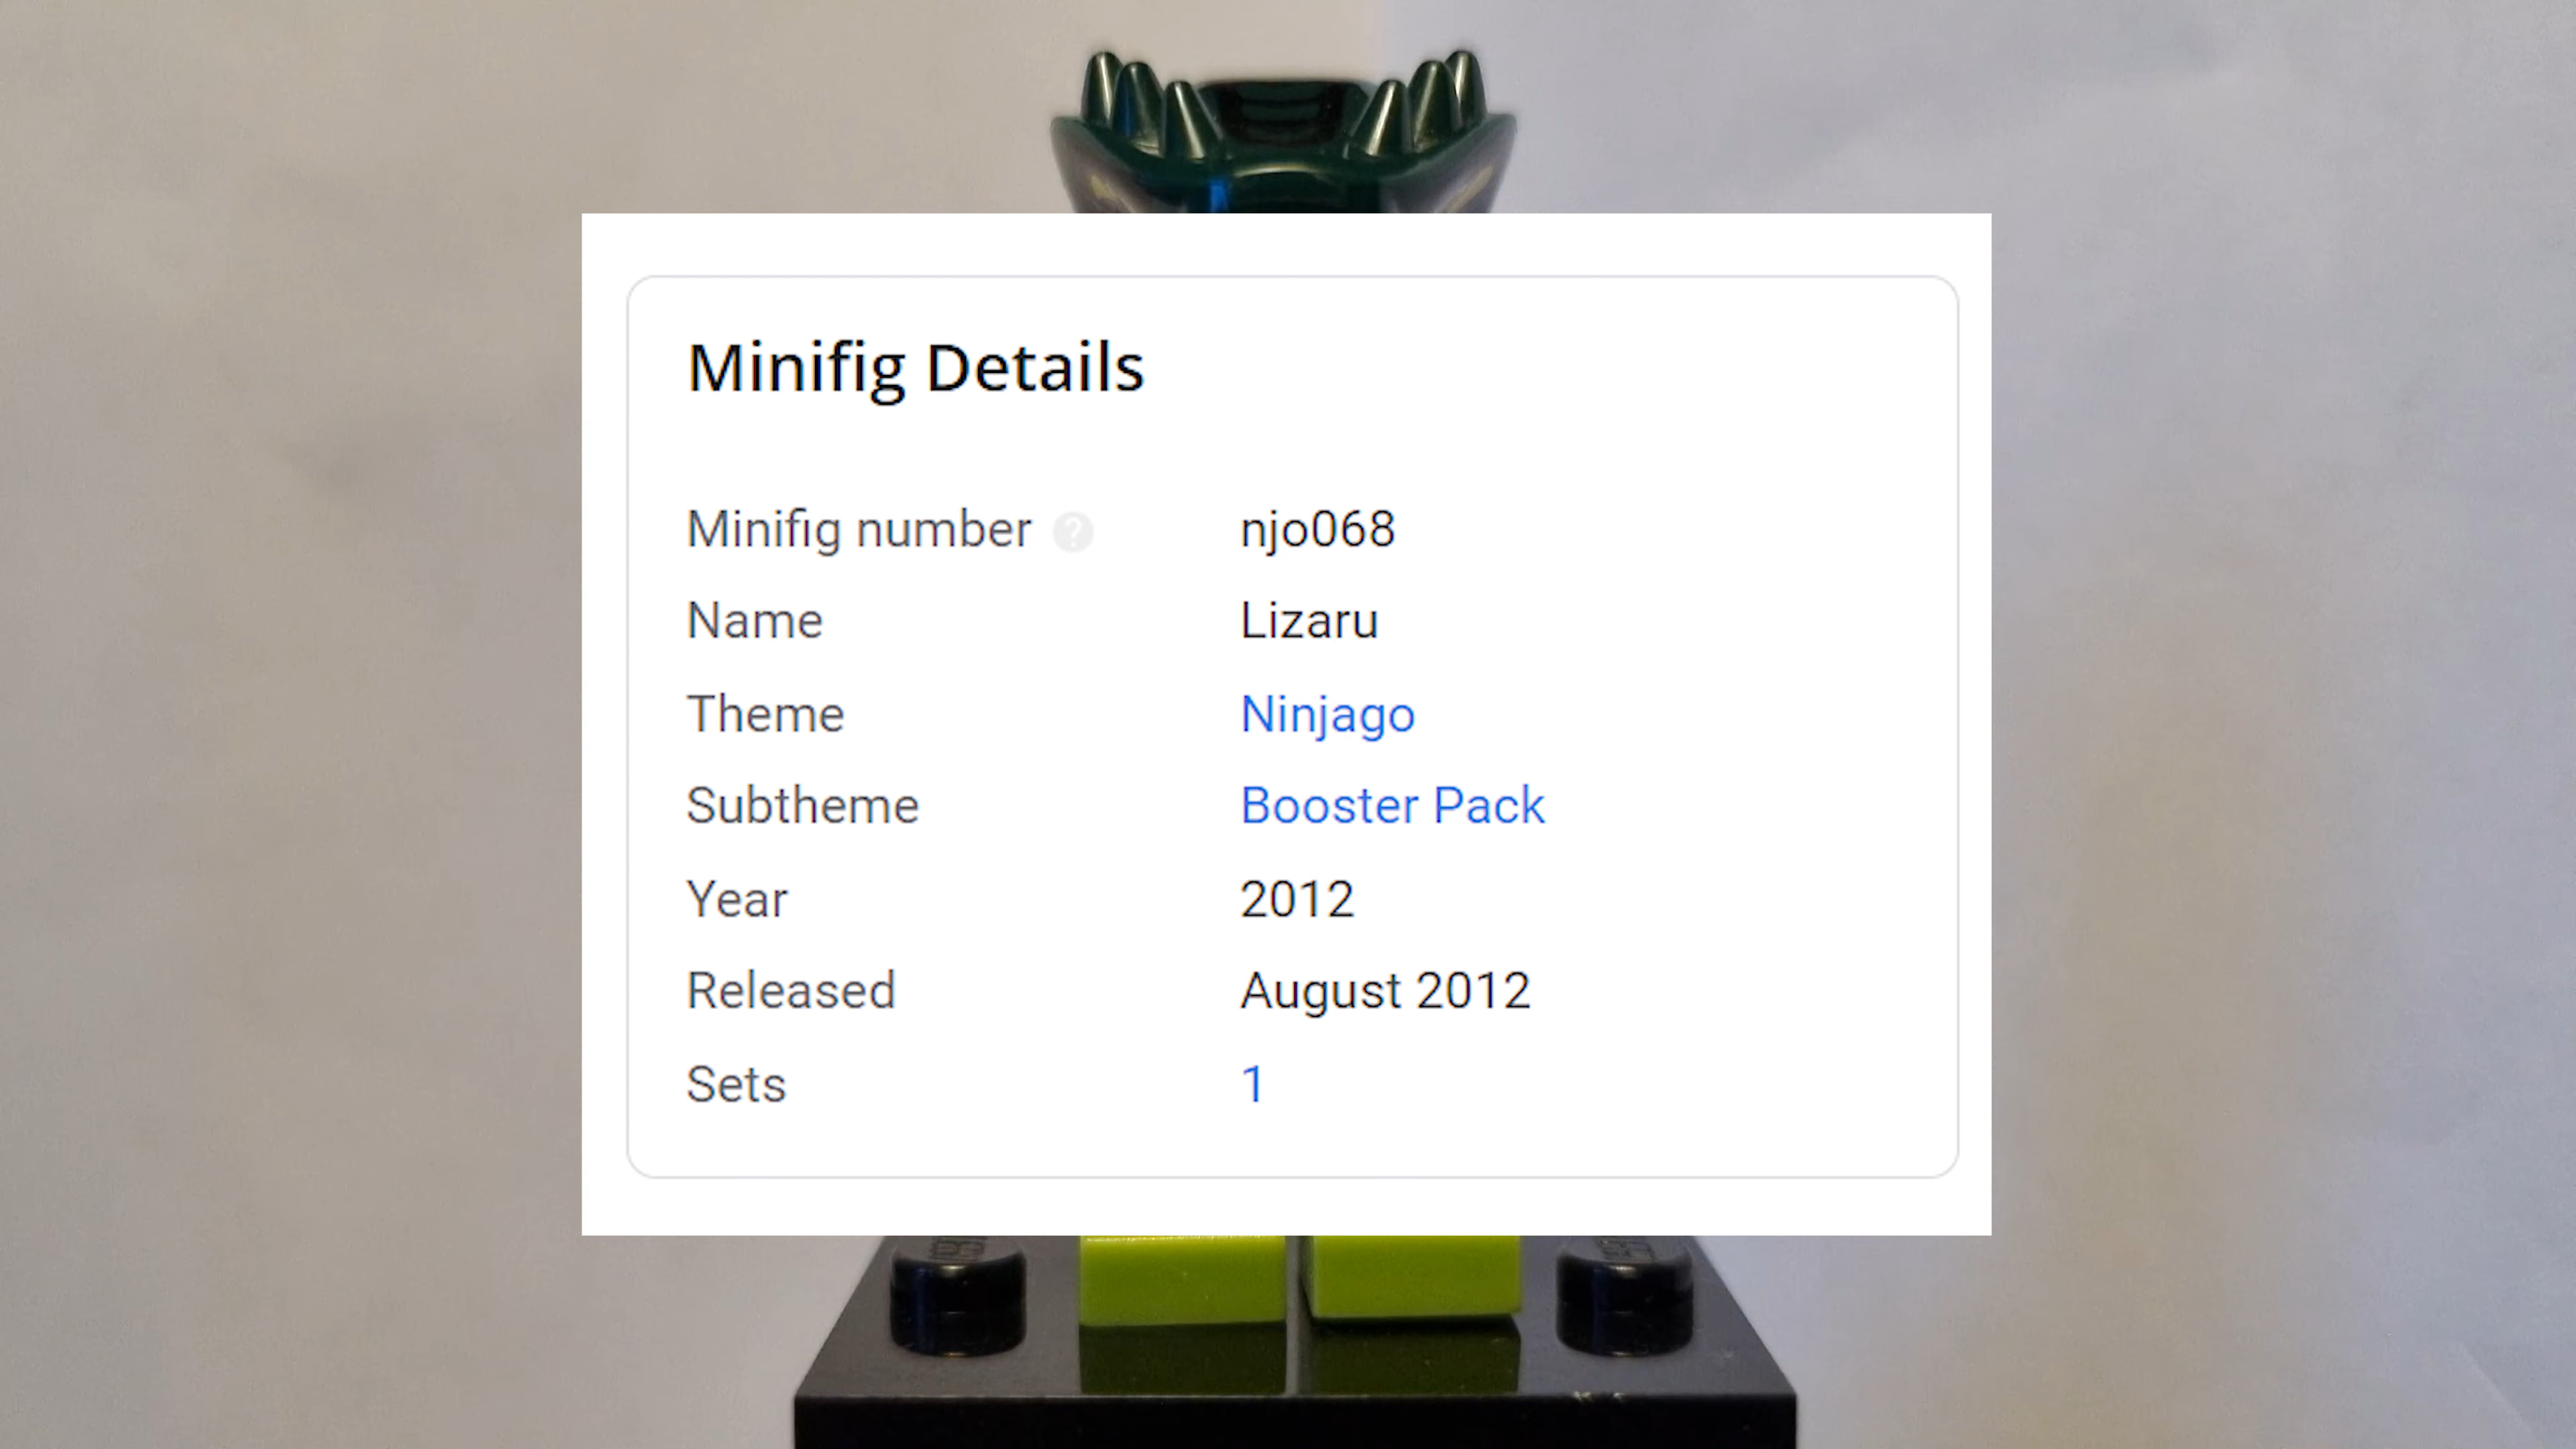 Minifig Details
Minifig number ? njo068
Name Lizaru
Theme Ninjago
Subtheme Booster Pack
Year 2012
Released August 2012
Sets 1